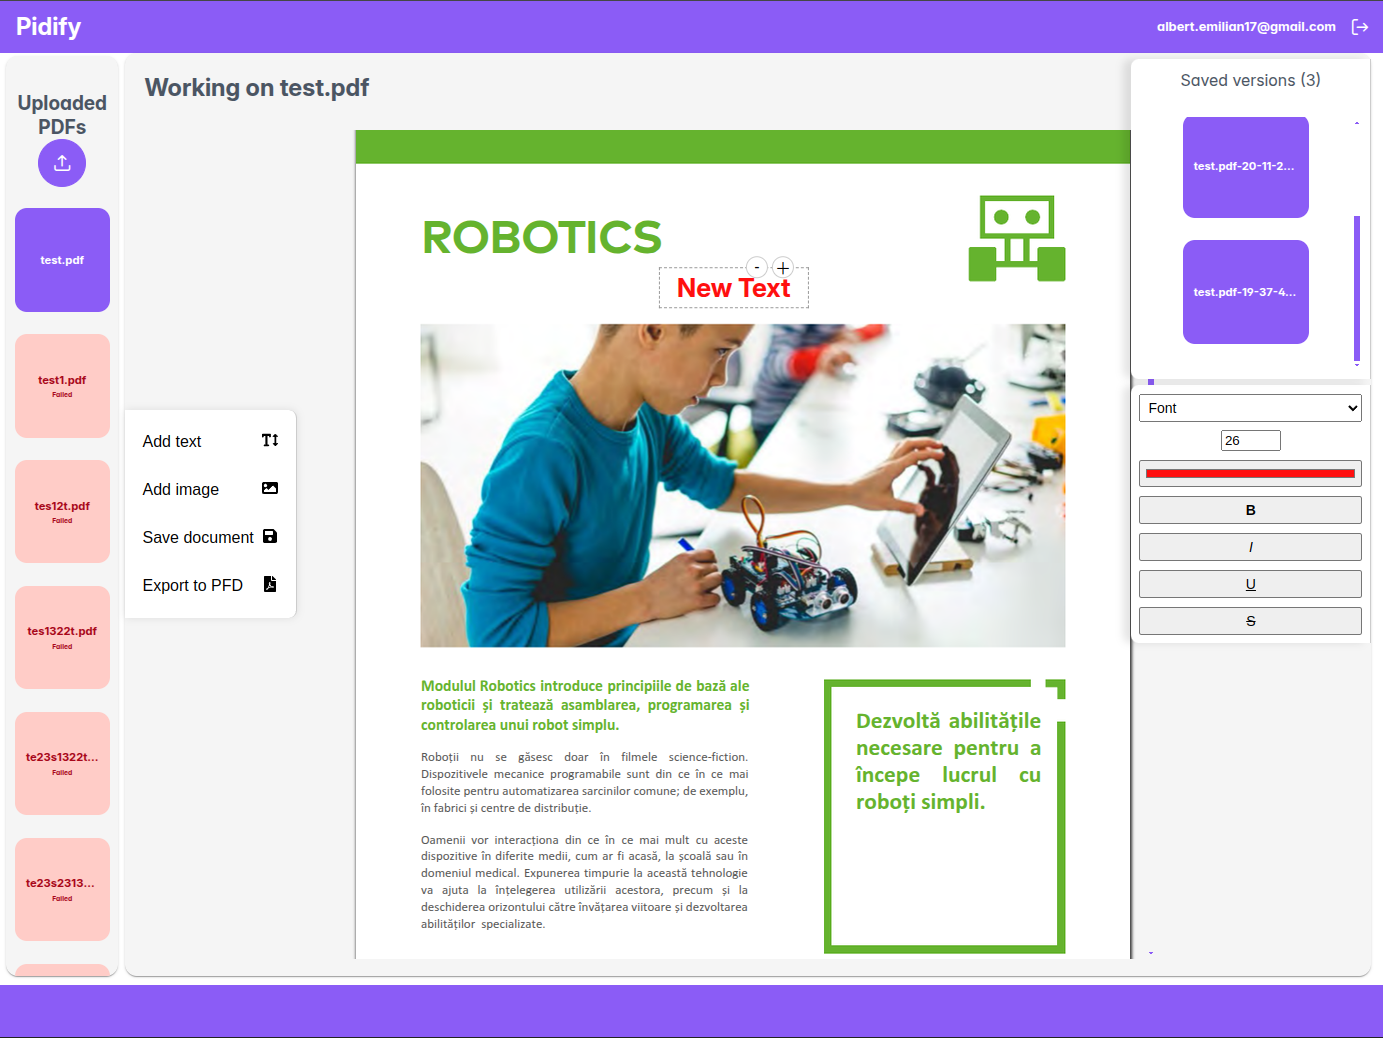 Pidify
albert.emilian17@gmail.com
Uploaded
PDFs
test.pdf
test1.pdf
Failed
tes12t.pdf
Failed
tes1322t.pdf
Failed
te23s1322t...
Failed
te23s2313...
Failed
Working on test.pdf
Add text
Add image
Save document
Export to PFD
ROBOTICS
- +
New Text
Modulul Robotics introduce principiile de bază ale
roboticii și tratează asamblarea, programarea și
controlarea unui robot simplu.
Roboții nu se găsesc doar în filmele science-fiction.
Dispozitivele mecanice programabile sunt din ce în ce mai
folosite pentru automatizarea sarcinilor comune; de exemplu,
în fabrici și centre de distribuție.
Oamenii vor interacționa din ce în ce mai mult cu aceste
dispozitive în diferite medii, cum ar fi acasă, la școală sau în
domeniul medical. Expunerea timpurie la această tehnologie
va ajuta la înțelegerea utilizării acestora, precum și la
deschiderea orizontului către învățarea viitoare și dezvoltarea
abilităților specializate.
Dezvoltă abilitățile
necesare pentru a
începe lucrul cu
roboți simpli.
Saved versions (3)
test.pdf-20-11-2...
test.pdf-19-37-4...
Font
26
B
I
U
S